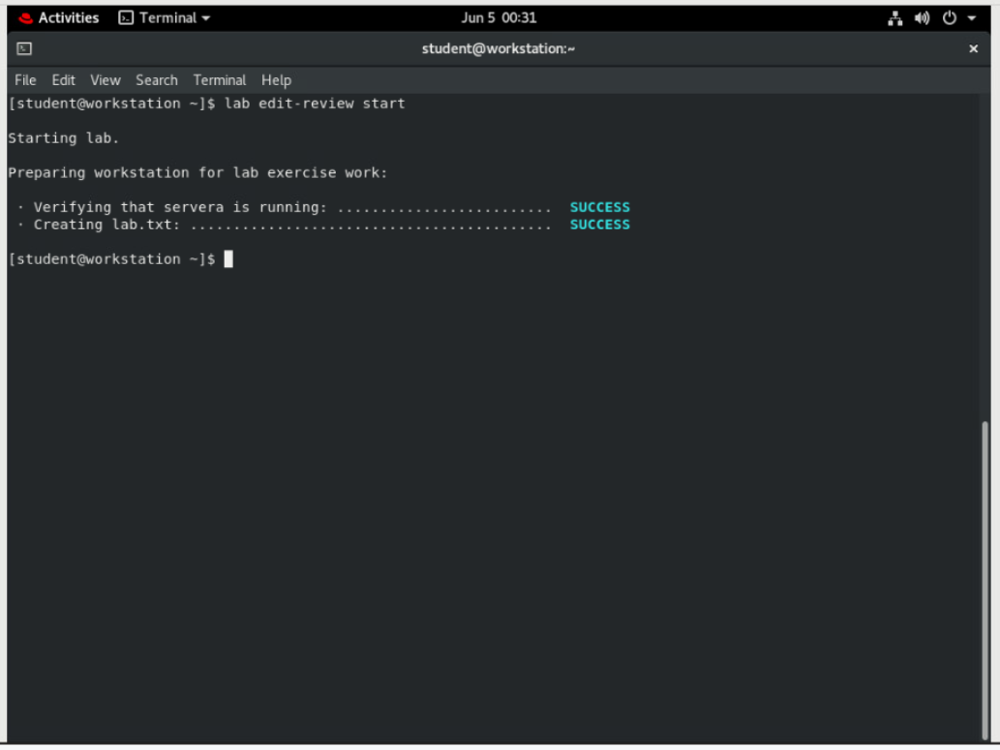 Activities Terminal Jun 5 00:31
student@workstation:~
File Edit View Search Terminal Help
[student@workstation ~]$ lab edit-review start
Starting lab.
Preparing workstation for lab exercise work:
· Verifying that servera is running: ......................... SUCCESS
· Creating lab.txt: .......................................... SUCCESS
[student@workstation ~]$